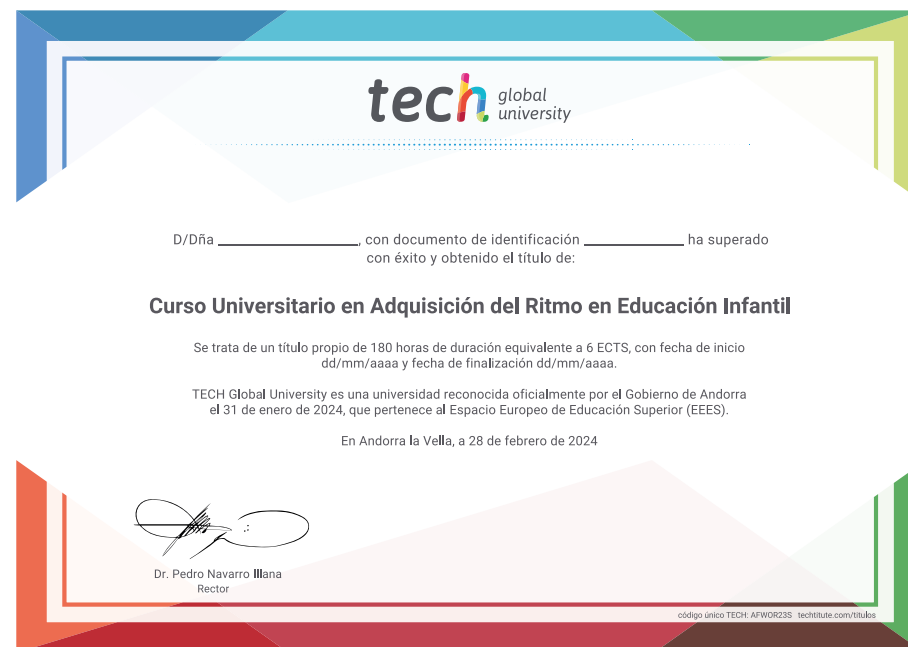 tech global university
D/Dña ____________________, con documento de identificación ______________ ha superado
con éxito y obtenido el título de:
Curso Universitario en Adquisición del Ritmo en Educación Infantil
Se trata de un título propio de 180 horas de duración equivalente a 6 ECTS, con fecha de inicio
dd/mm/aaaa y fecha de finalización dd/mm/aaaa.
TECH Global University es una universidad reconocida oficialmente por el Gobierno de Andorra
el 31 de enero de 2024, que pertenece al Espacio Europeo de Educación Superior (EEES).
En Andorra la Vella, a 28 de febrero de 2024
Dr. Pedro Navarro Illana
Rector
código único TECH: AFWOR23S techtitute.com/titulos